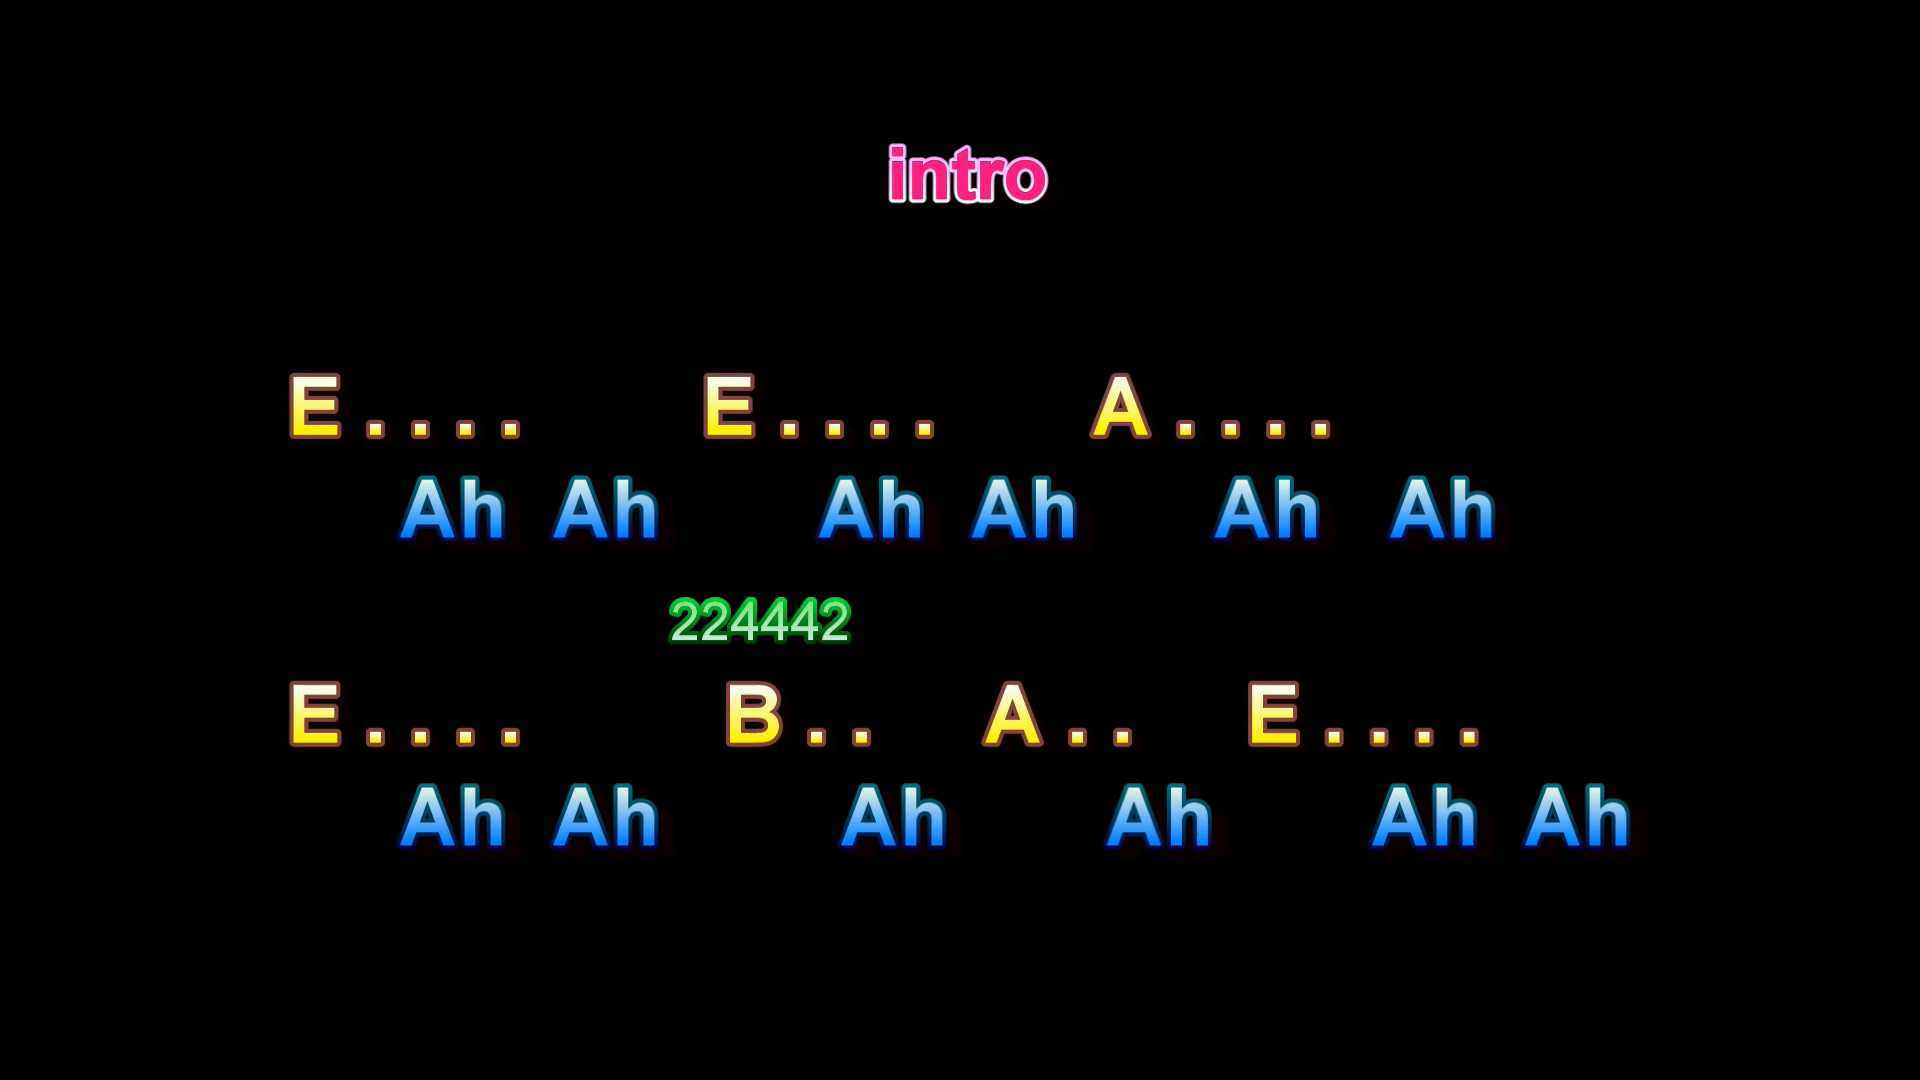 intro
E . . . . E . . . . A . . . .
Ah Ah Ah Ah Ah Ah
224442
E . . . . B . . A . . E . . . .
Ah Ah Ah Ah Ah Ah